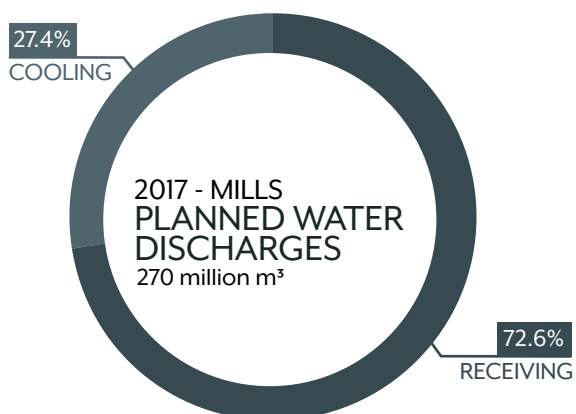 27.4%
COOLING
2017 - MILLS
PLANNED WATER
DISCHARGES
270 million m³
72.6%
RECEIVING